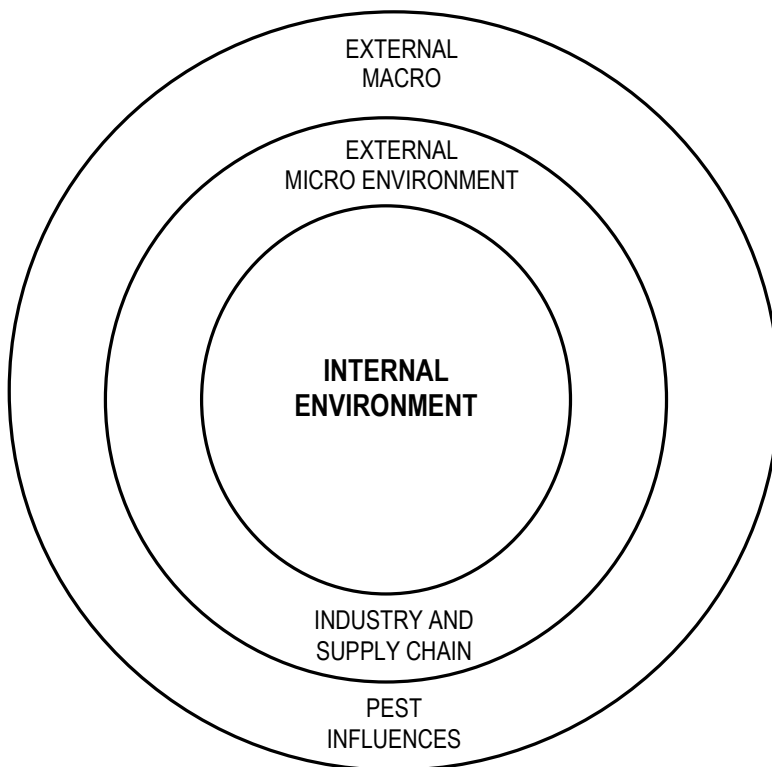 EXTERNAL
MACRO
EXTERNAL
MICRO ENVIRONMENT
INTERNAL
ENVIRONMENT
INDUSTRY AND
SUPPLY CHAIN
PEST
INFLUENCES